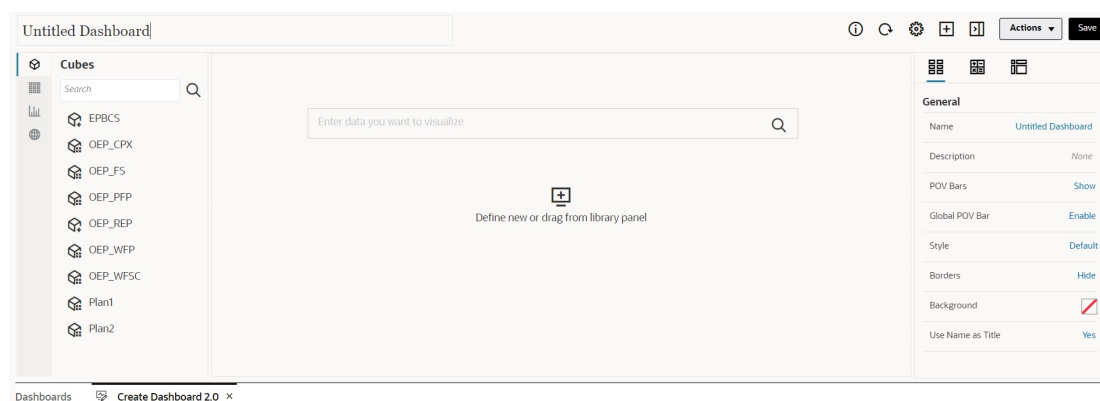 Untitled Dashboard
Actions
Save
Cubes
Search
EPBCS
OEP_CPX
OEP_FS
OEP_PFP
OEP_REP
OEP_WFP
OEP_WFSC
Plan1
Plan2
Enter data you want to visualize
Define new or drag from library panel
General
Name Untitled Dashboard
Description None
POV Bars Show
Global POV Bar Enable
Style Default
Borders Hide
Background
Use Name as Title Yes
Dashboards Create Dashboard 2.0 ×